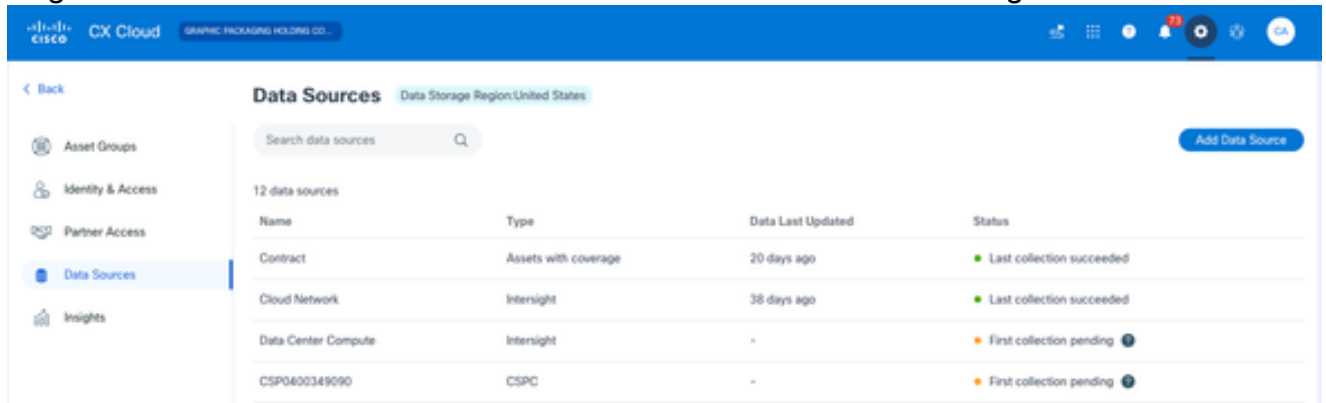 CISCO CX Cloud GRAPHIC PACKAGING HOLDING CO... 73 CA
Back
Data Sources Data Storage Region:United States
Search data sources
Add Data Source
Asset Groups
Identity & Access
Partner Access
Data Sources
Insights
12 data sources
Name Type Data Last Updated Status
Contract Assets with coverage 20 days ago Last collection succeeded
Cloud Network Intersight 38 days ago Last collection succeeded
Data Center Compute Intersight - First collection pending ?
CSP0400349090 CSPC - First collection pending ?